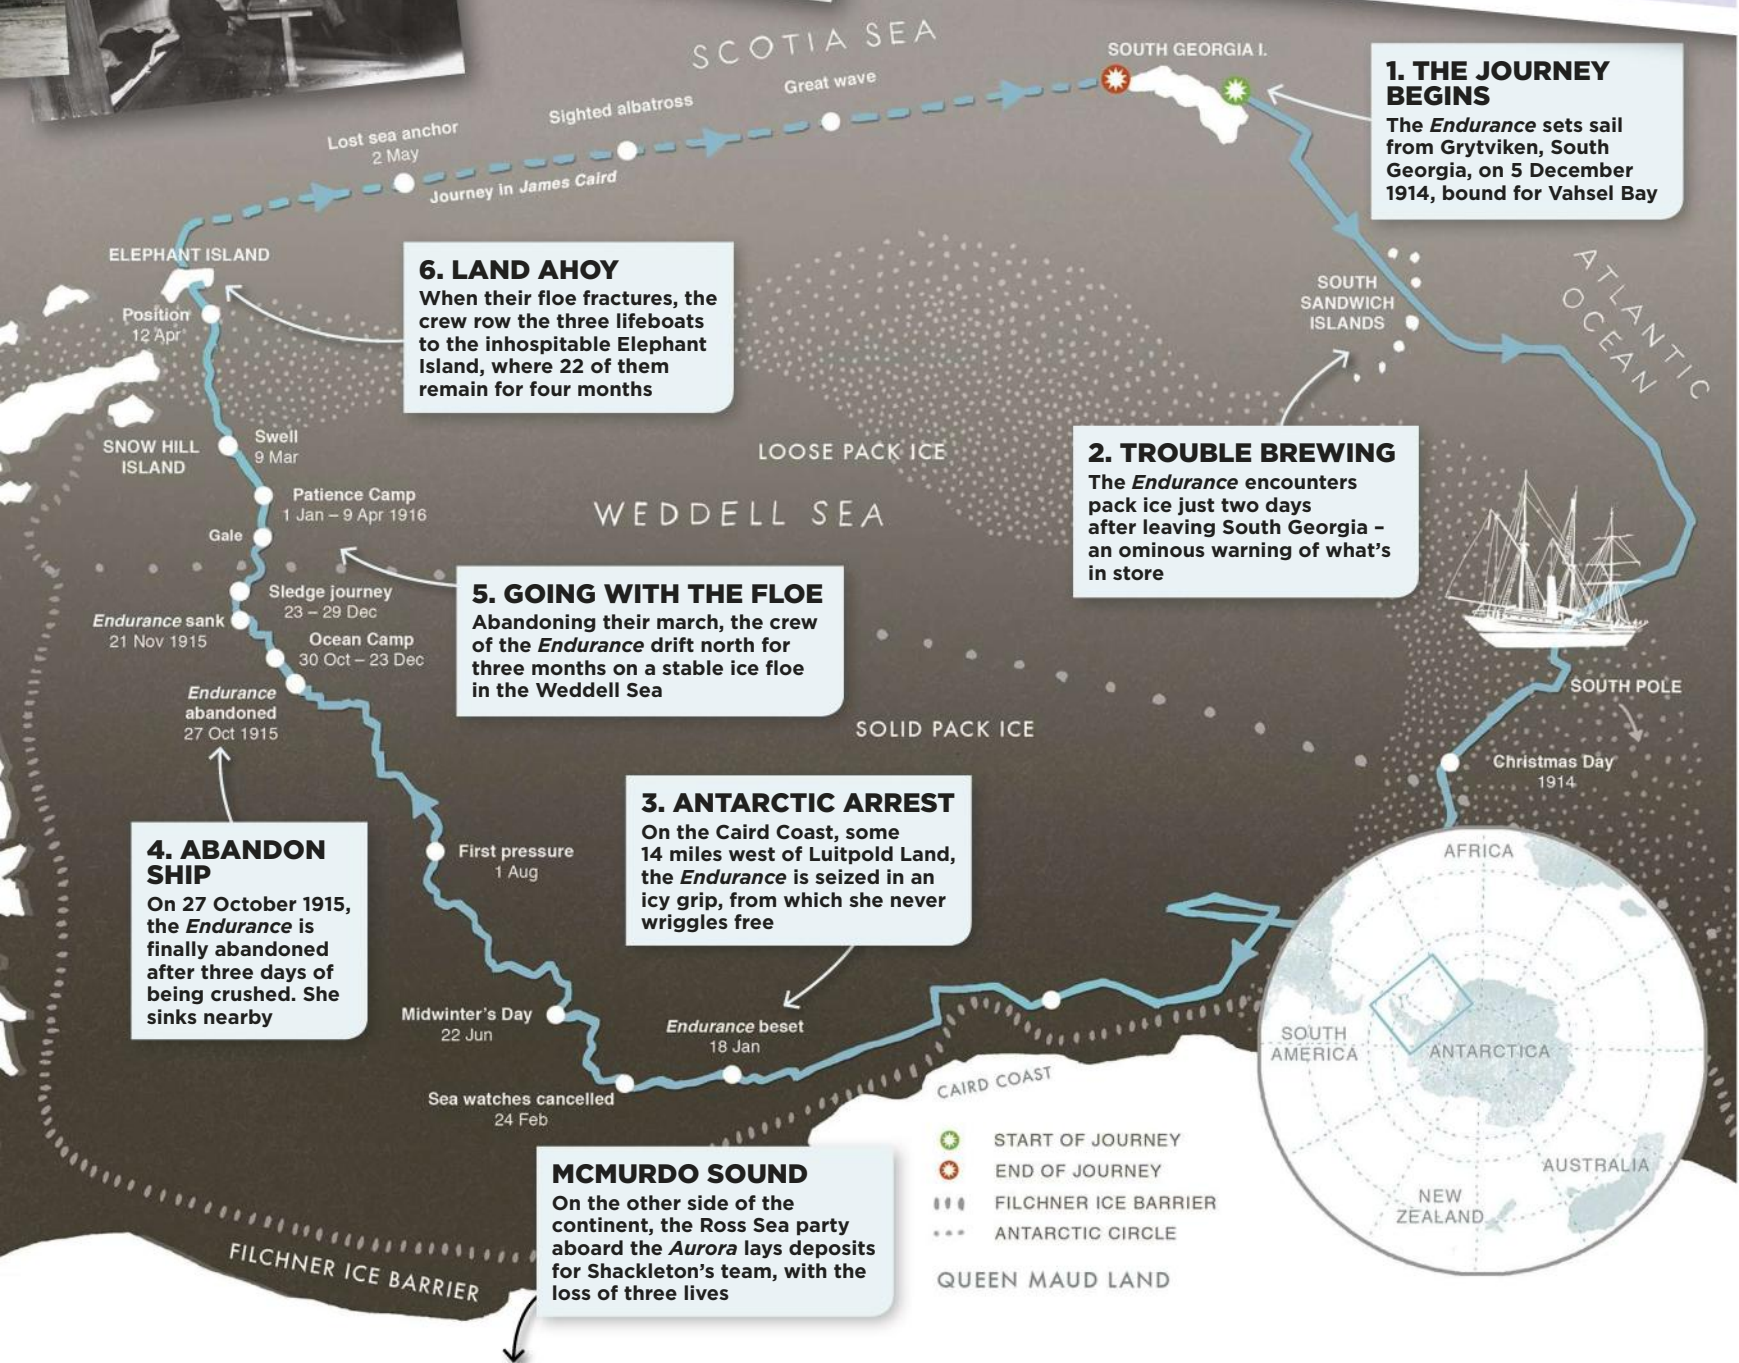 SCOTIA SEA
SOUTH GEORGIA I.
Great wave
Sighted albatross
Lost sea anchor
2 May
Journey in James Caird
1. THE JOURNEY
BEGINS
The Endurance sets sail
from Grytviken, South
Georgia, on 5 December
1914, bound for Vahsel Bay
ELEPHANT ISLAND
Position
12 Apr
6. LAND AHOY
When their floe fractures, the
crew row the three lifeboats
to the inhospitable Elephant
Island, where 22 of them
remain for four months
SOUTH
SANDWICH
ISLANDS
ATLANTIC
OCEAN
SNOW HILL
ISLAND
Swell
9 Mar
LOOSE PACK ICE
2. TROUBLE BREWING
The Endurance encounters
pack ice just two days
after leaving South Georgia –
an ominous warning of what's
in store
Patience Camp
1 Jan – 9 Apr 1916
WEDDELL SEA
Gale
Sledge journey
23 – 29 Dec
Endurance sank
21 Nov 1915
Ocean Camp
30 Oct – 23 Dec
5. GOING WITH THE FLOE
Abandoning their march, the crew
of the Endurance drift north for
three months on a stable ice floe
in the Weddell Sea
Endurance
abandoned
27 Oct 1915
SOLID PACK ICE
SOUTH POLE
Christmas Day
1914
4. ABANDON
SHIP
On 27 October 1915,
the Endurance is
finally abandoned
after three days of
being crushed. She
sinks nearby
First pressure
1 Aug
3. ANTARCTIC ARREST
On the Caird Coast, some
14 miles west of Luitpold Land,
the Endurance is seized in an
icy grip, from which she never
wriggles free
Midwinter's Day
22 Jun
Endurance beset
18 Jan
Sea watches cancelled
24 Feb
CAIRD COAST
START OF JOURNEY
END OF JOURNEY
FILCHNER ICE BARRIER
ANTARCTIC CIRCLE
QUEEN MAUD LAND
AFRICA
SOUTH
AMERICA
ANTARCTICA
AUSTRALIA
NEW
ZEALAND
MCMURDO SOUND
On the other side of the
continent, the Ross Sea party
aboard the Aurora lays deposits
for Shackleton's team, with the
loss of three lives
FILCHNER ICE BARRIER